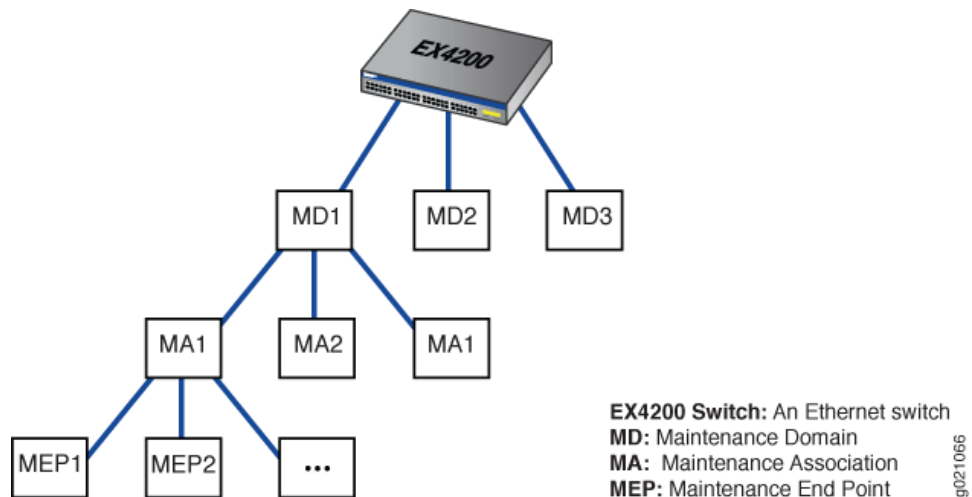 EX4200
MD1
MD2
MD3
MA1
MA2
MA1
MEP1
MEP2
...
EX4200 Switch: An Ethernet switch
MD: Maintenance Domain
MA: Maintenance Association
MEP: Maintenance End Point
g021066